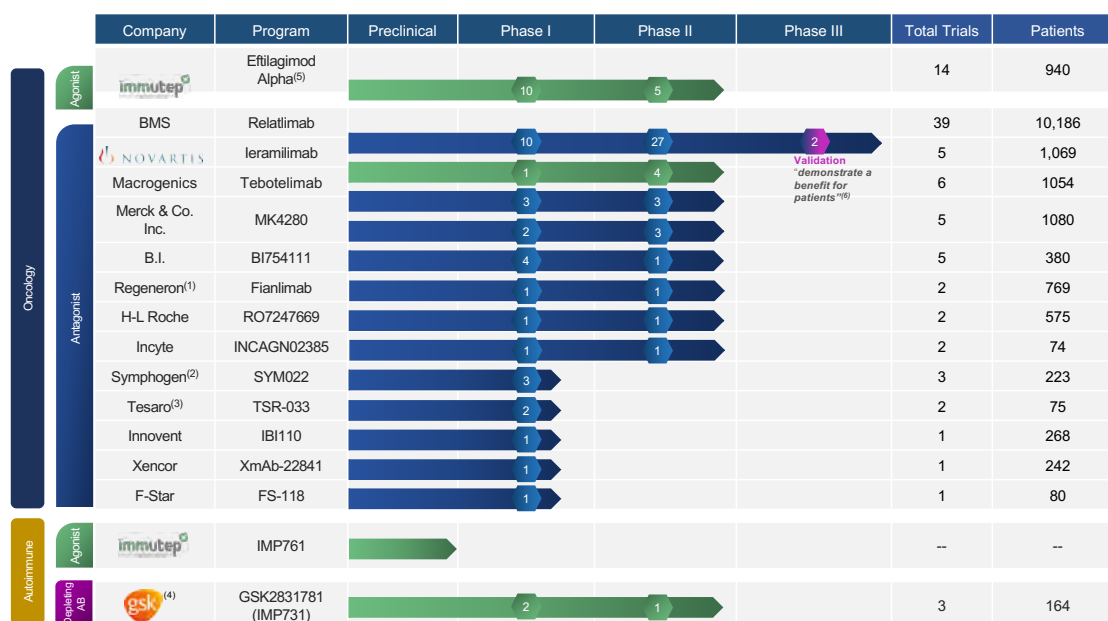 Company Program Preclinical Phase I Phase II Phase III Total Trials Patients
Oncology
Agonist
immutep
Eftilagimod
Alpha(5)
10 5
14 940
Antagonist
BMS Relatlimab 10 27 2 39 10,186
Validation
"demonstrate a
benefit for
patients"(6)
NOVARTIS Ieramilimab 1 4 5 1,069
Macrogenics Tebotelimab 3 3 6 1054
Merck & Co.
Inc.
MK4280 2 3 5 1080
B.I. BI754111 4 1 5 380
Regeneron(1) Fianlimab 1 1 2 769
H-L Roche RO7247669 1 1 2 575
Incyte INCAGN02385 1 1 2 74
Symphogen(2) SYM022 3 3 223
Tesaro(3) TSR-033 2 2 75
Innovent IBI110 1 1 268
Xencor XmAb-22841 1 1 242
F-Star FS-118 1 1 80
Autoimmune
Agonist
immutep IMP761 -- --
Depleting
AB
gsk (4)
GSK2831781
(IMP731)
2 1 3 164